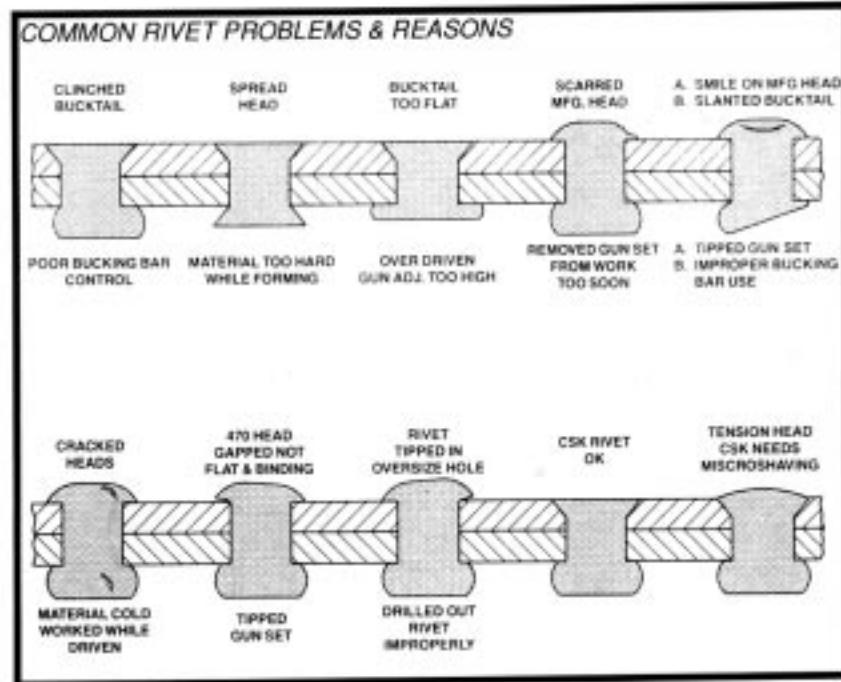 COMMON RIVET PROBLEMS & REASONS
CLINCHED
BUCKTAIL
SPREAD
HEAD
BUCKTAIL
TOO FLAT
SCARRED
MFG. HEAD
A. SMILE ON MFG HEAD
B. SLANTED BUCKTAIL
POOR BUCKING BAR
CONTROL
MATERIAL TOO HARD
WHILE FORMING
OVER DRIVEN
GUN ADJ. TOO HIGH
REMOVED GUN SET
FROM WORK
TOO SOON
A. TIPPED GUN SET
B. IMPROPER BUCKING
BAR USE
CRACKED
HEADS
470 HEAD
GAPPED NOT
FLAT & BINDING
RIVET
TIPPED IN
OVERSIZE HOLE
CSK RIVET
OK
TENSION HEAD
CSK NEEDS
MISCROSHAVING
MATERIAL COLD
WORKED WHILE
DRIVEN
TIPPED
GUN SET
DRILLED OUT
RIVET
IMPROPERLY